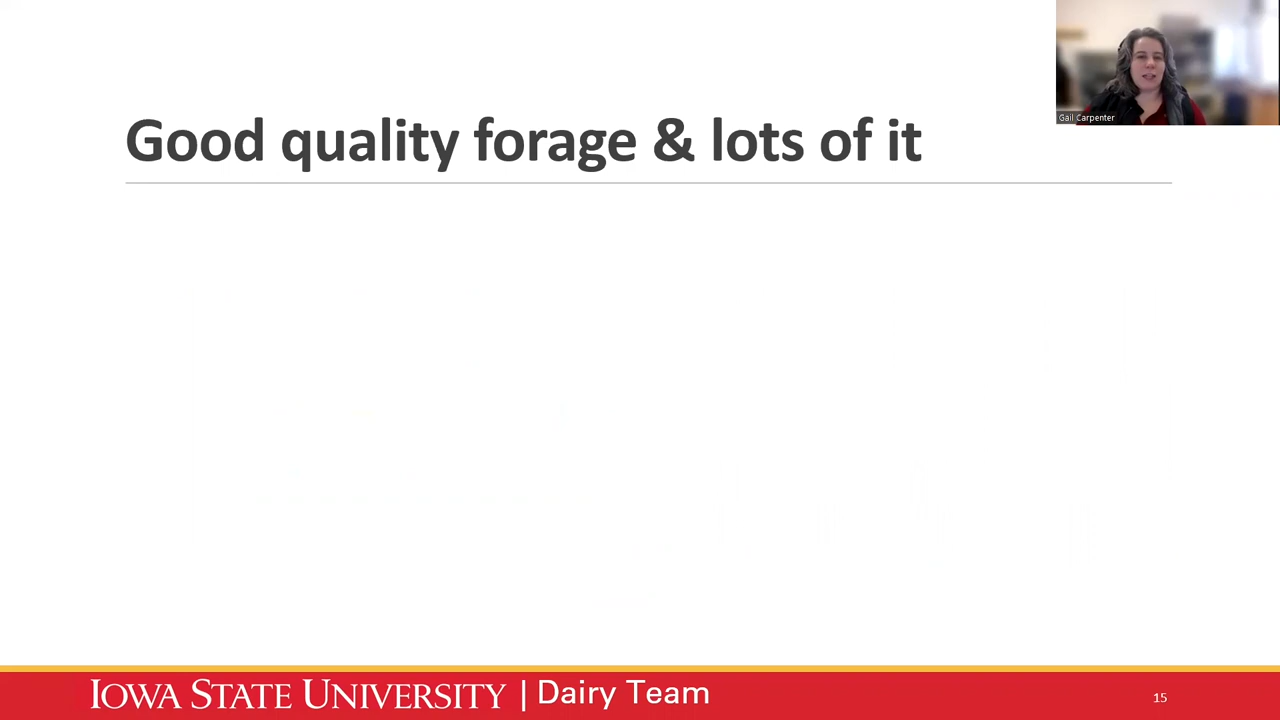 Gail Carpenter
Good quality forage & lots of it
IOWA STATE UNIVERSITY | Dairy Team
15